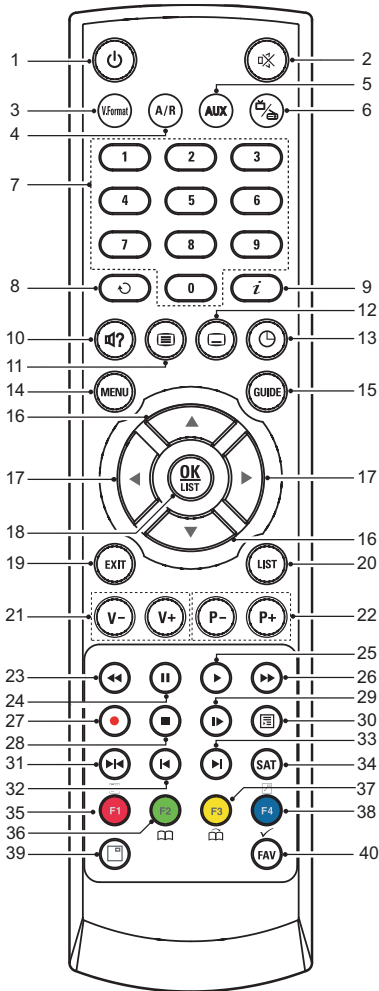 1 2
5
3 V.Format A/R AUX 6
4
7 1 2 3
4 5 6
7 8 9
8 0 i 9
12
10 ? 13
11
14 MENU GUIDE 15
16
17 OK LIST 17
18
16
19 EXIT LIST 20
21 V- V+ P- P+ 22
25
23 26
24 29
27 30
28 33
31 SAT 34
32 37
35 F1 F2 F3 F4 38
36
39 FAV 40